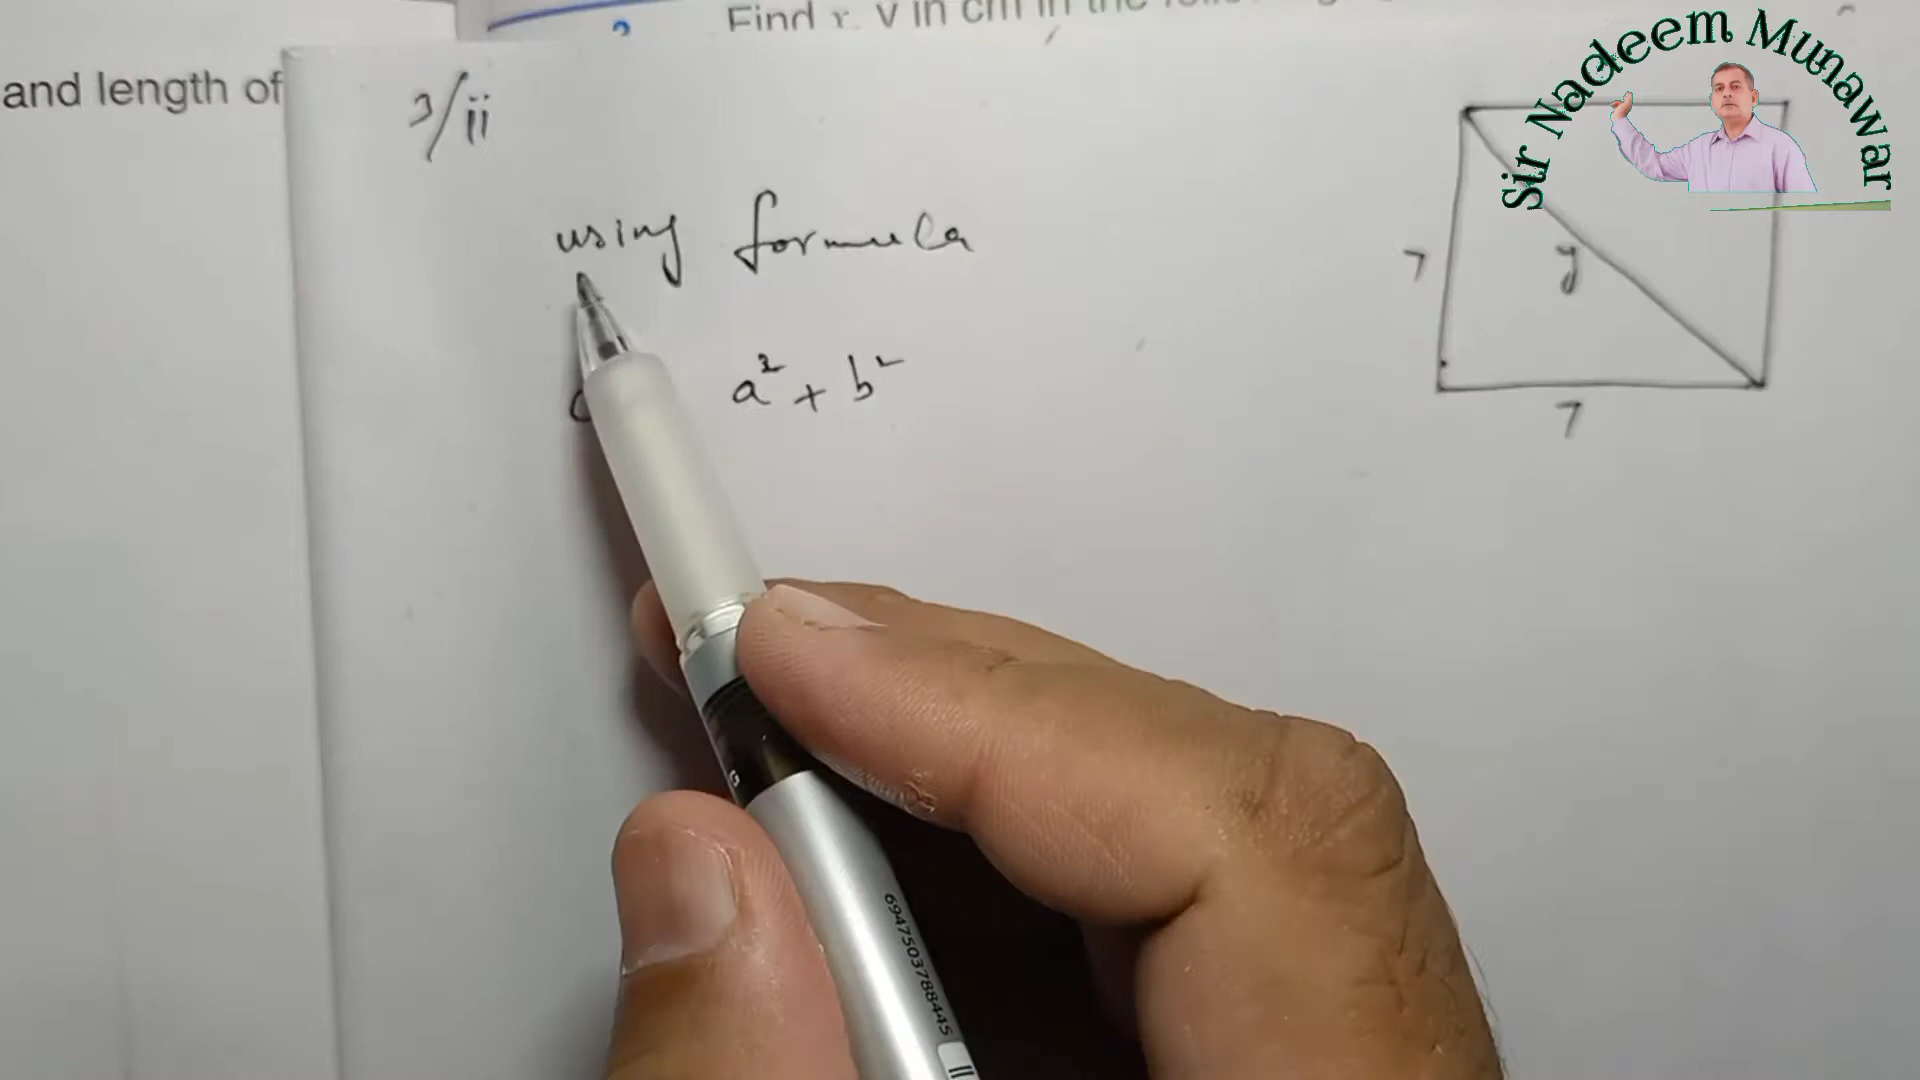 Find x, y in cm in the
and length of
3/ii
using formula
a² + b²
7
y
7
Sir Nadeem Munawar
6947503788445